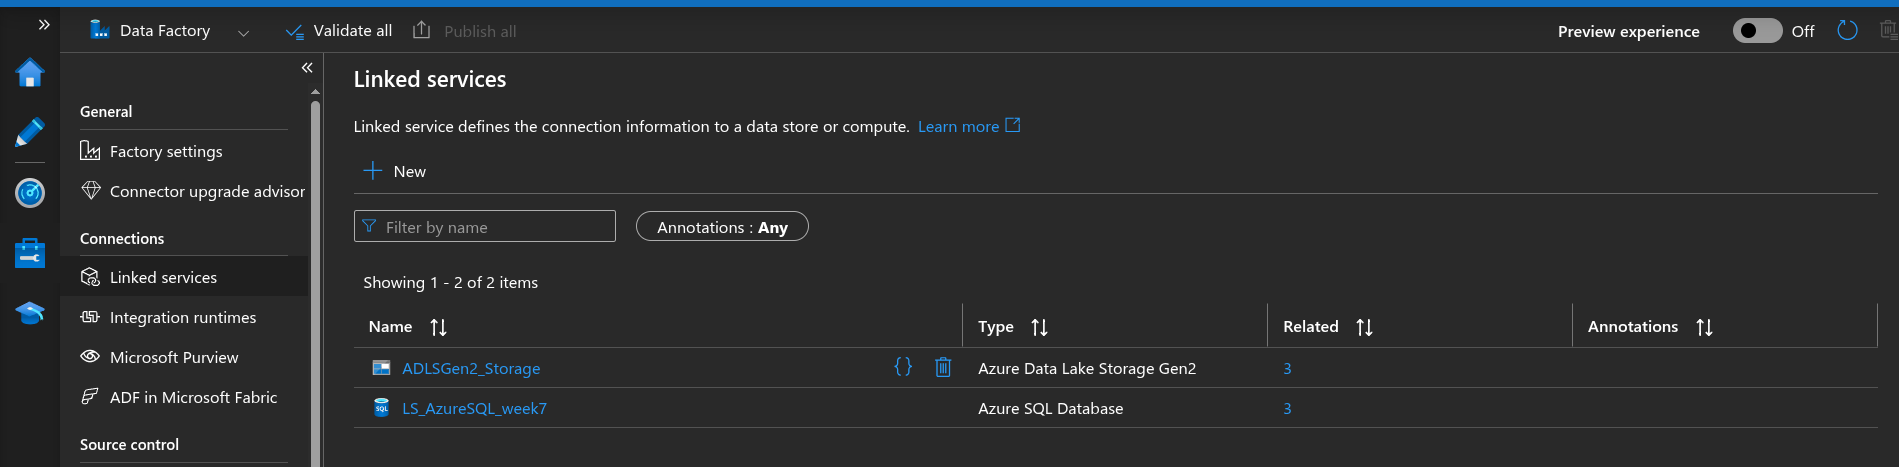 Data Factory
Validate all
Publish all
Preview experience
Off
General
Factory settings
Connector upgrade advisor
Connections
Linked services
Integration runtimes
Microsoft Purview
ADF in Microsoft Fabric
Source control
Linked services
Linked service defines the connection information to a data store or compute. Learn more
New
Filter by name
Annotations : Any
Showing 1 - 2 of 2 items
Name Type Related Annotations
ADLSGen2_Storage {} Azure Data Lake Storage Gen2 3
SQL LS_AzureSQL_week7 Azure SQL Database 3